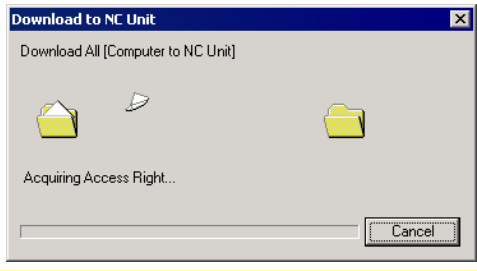 Download to NC Unit
Download All [Computer to NC Unit]
Acquiring Access Right...
Cancel